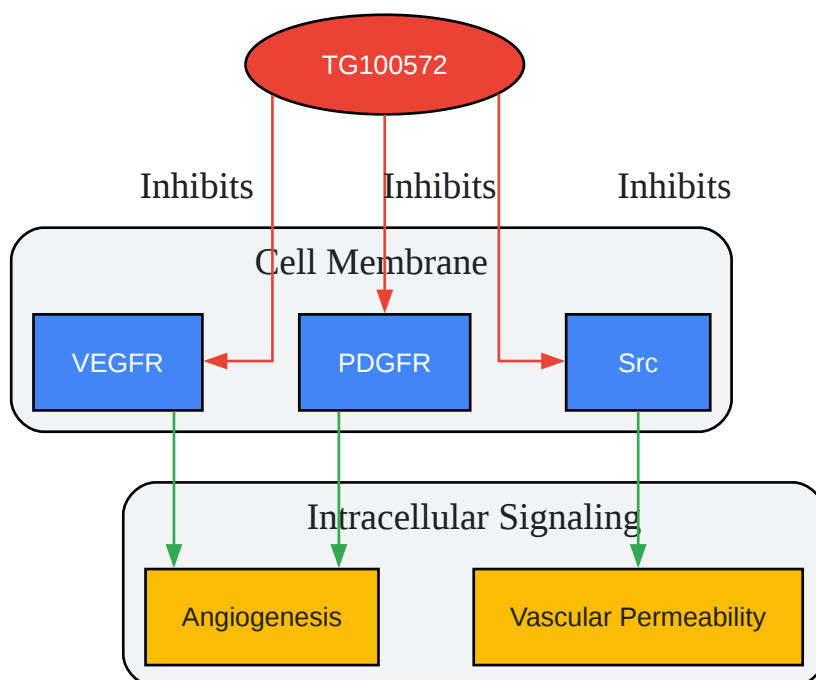 TG100572
Inhibits
Inhibits
Inhibits
Cell Membrane
VEGFR
PDGFR
Src
Intracellular Signaling
Angiogenesis
Vascular Permeability